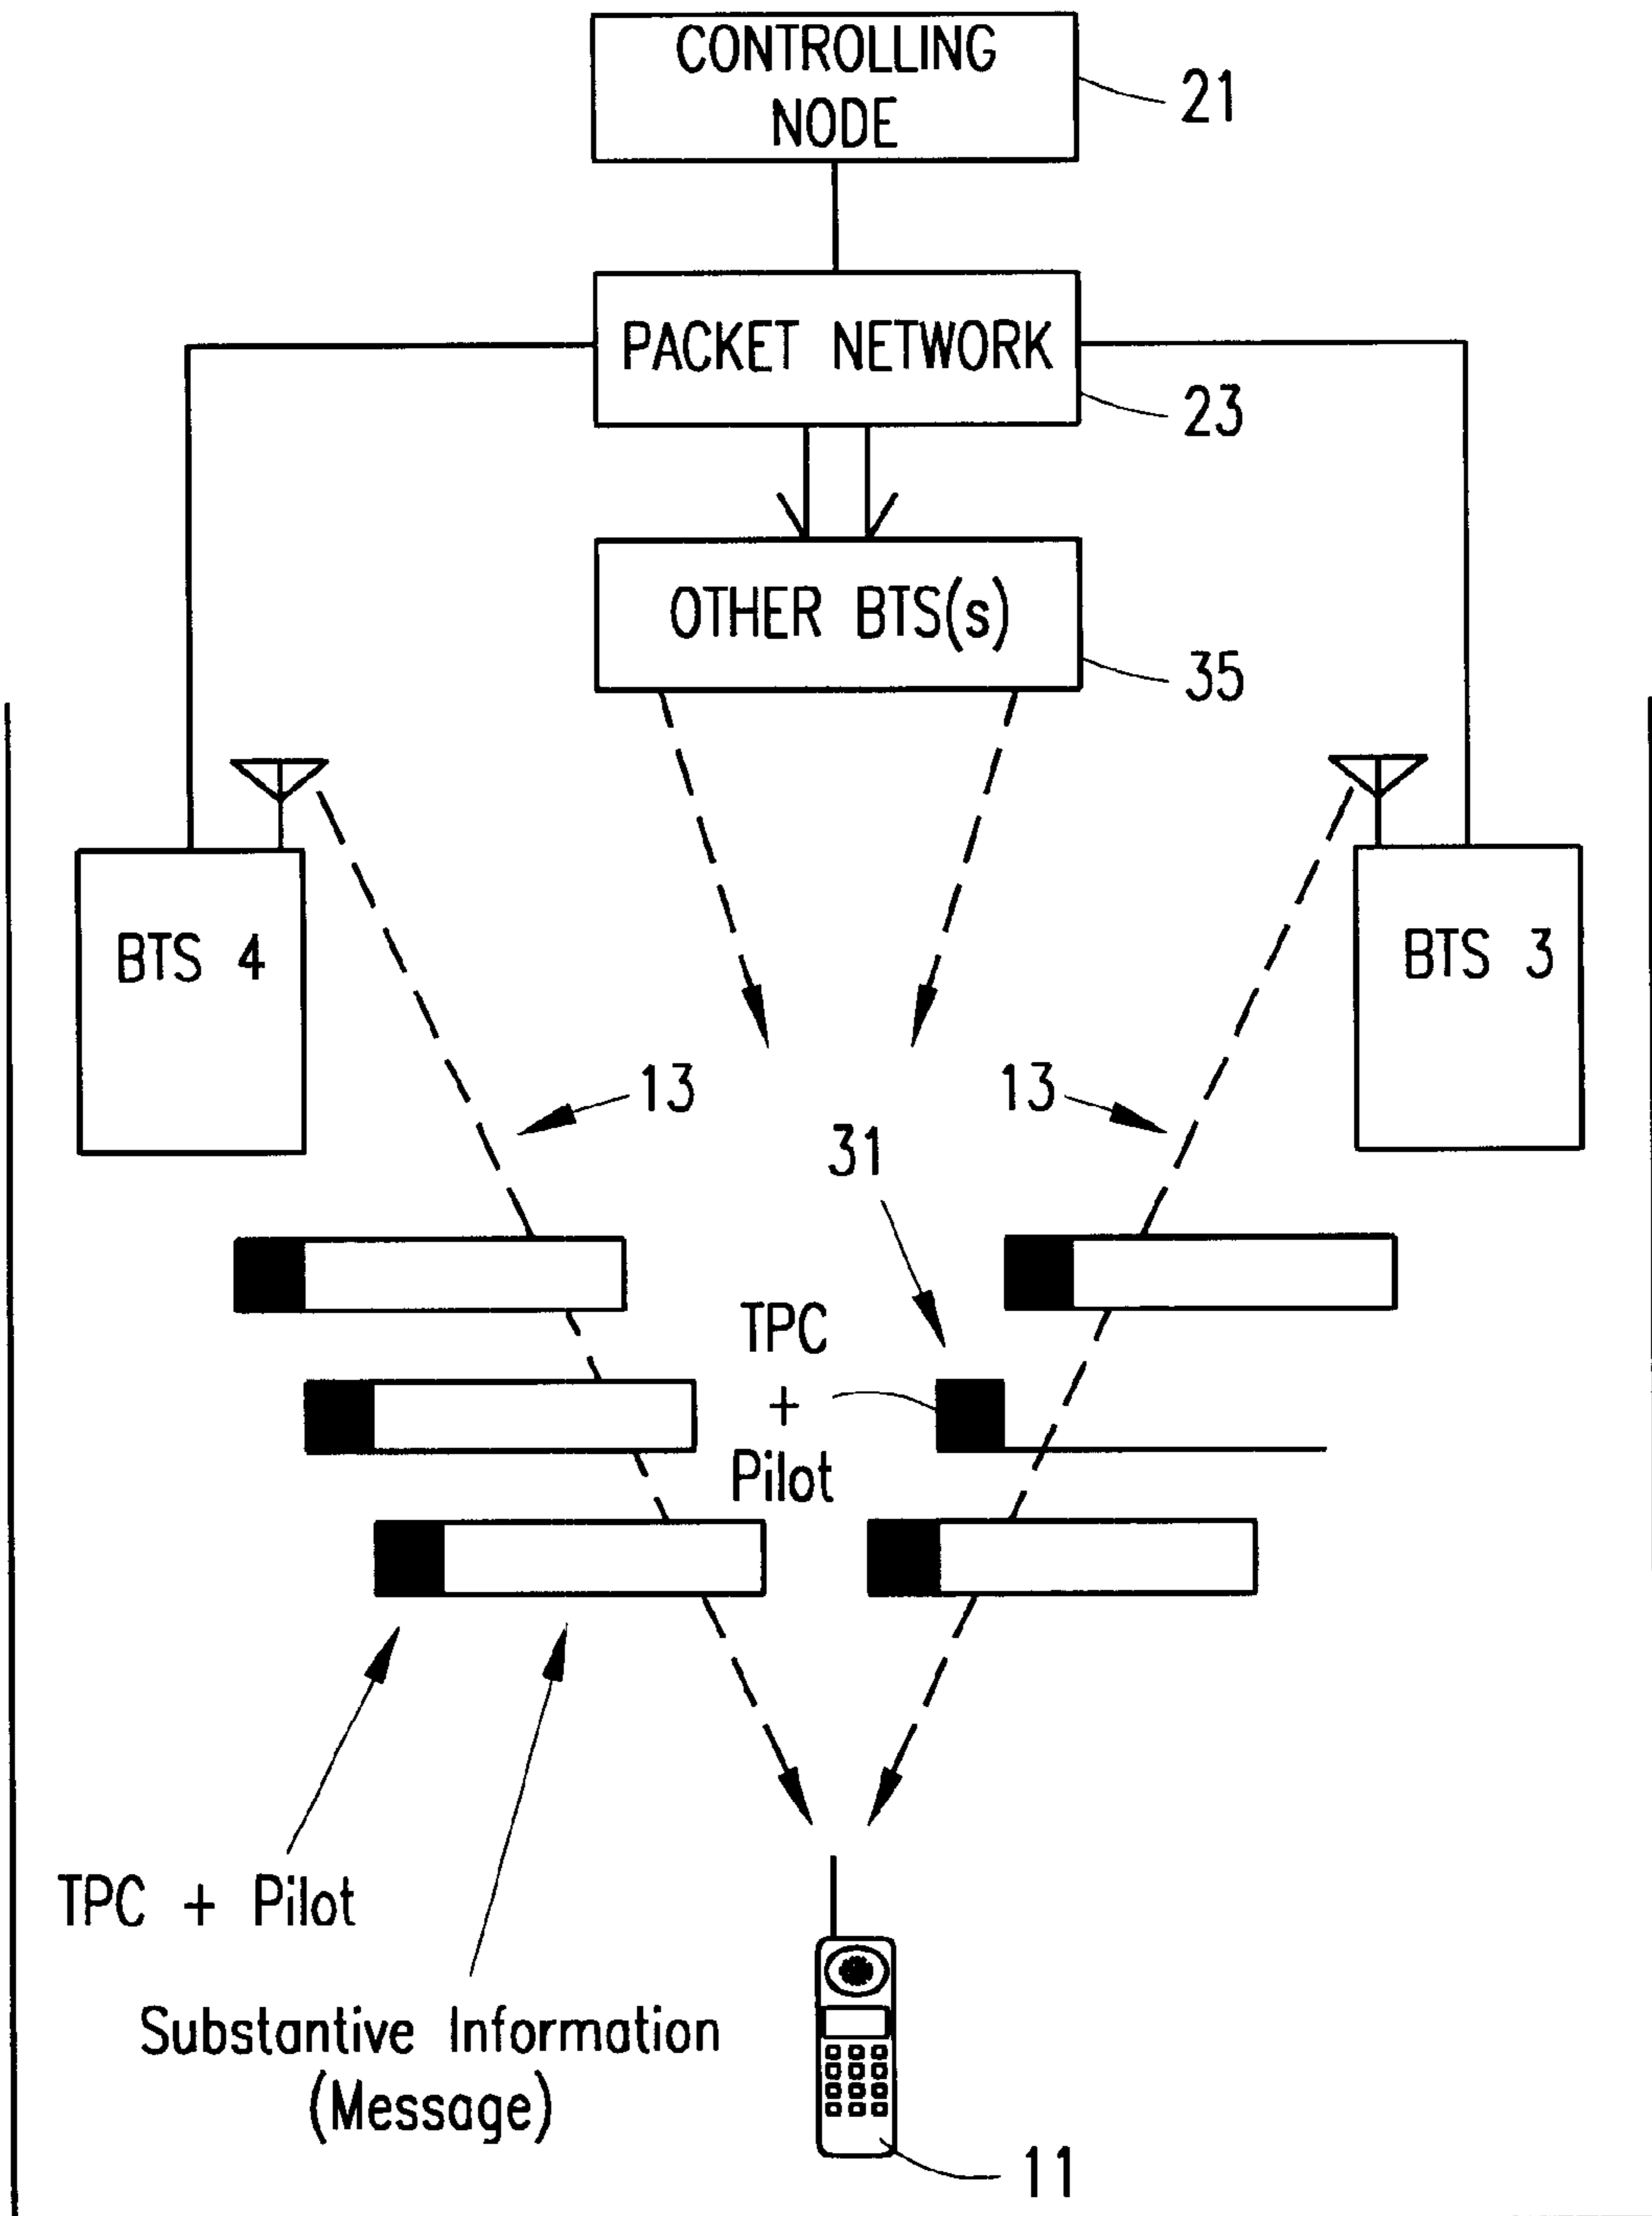 CONTROLLING
NODE
21
PACKET NETWORK
23
OTHER BTS(s)
35
BTS 4
BTS 3
13
13
31
TPC
+
Pilot
TPC + Pilot
Substantive Information
(Message)
11